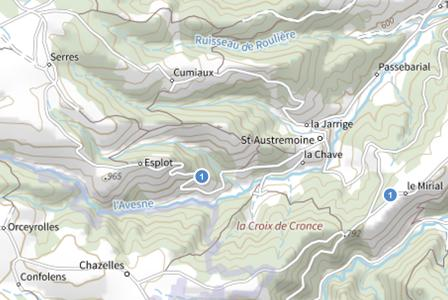 600
Ruisseau de Roulière
Serres
Passebarial
Cumiaux
la Jarrige
St-Austremoine
la Chave
Esplot
965
1
le Mirial
1
l'Avesne
la Croix de Cronce
792
Orceyrolles
Chazelles
Confolens